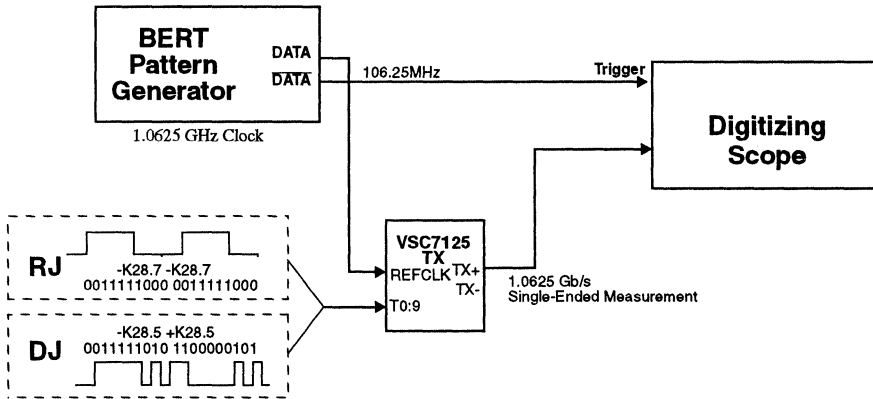 BERT
Pattern
Generator
DATA
DATA
1.0625 GHz Clock
106.25MHz
Trigger
Digitizing
Scope
RJ
-K28.7 -K28.7
0011111000 0011111000
DJ
-K28.5 +K28.5
0011111010 1100000101
VSC7125
TX
REFCLK
T0:9
TX+
TX-
1.0625 Gb/s
Single-Ended Measurement